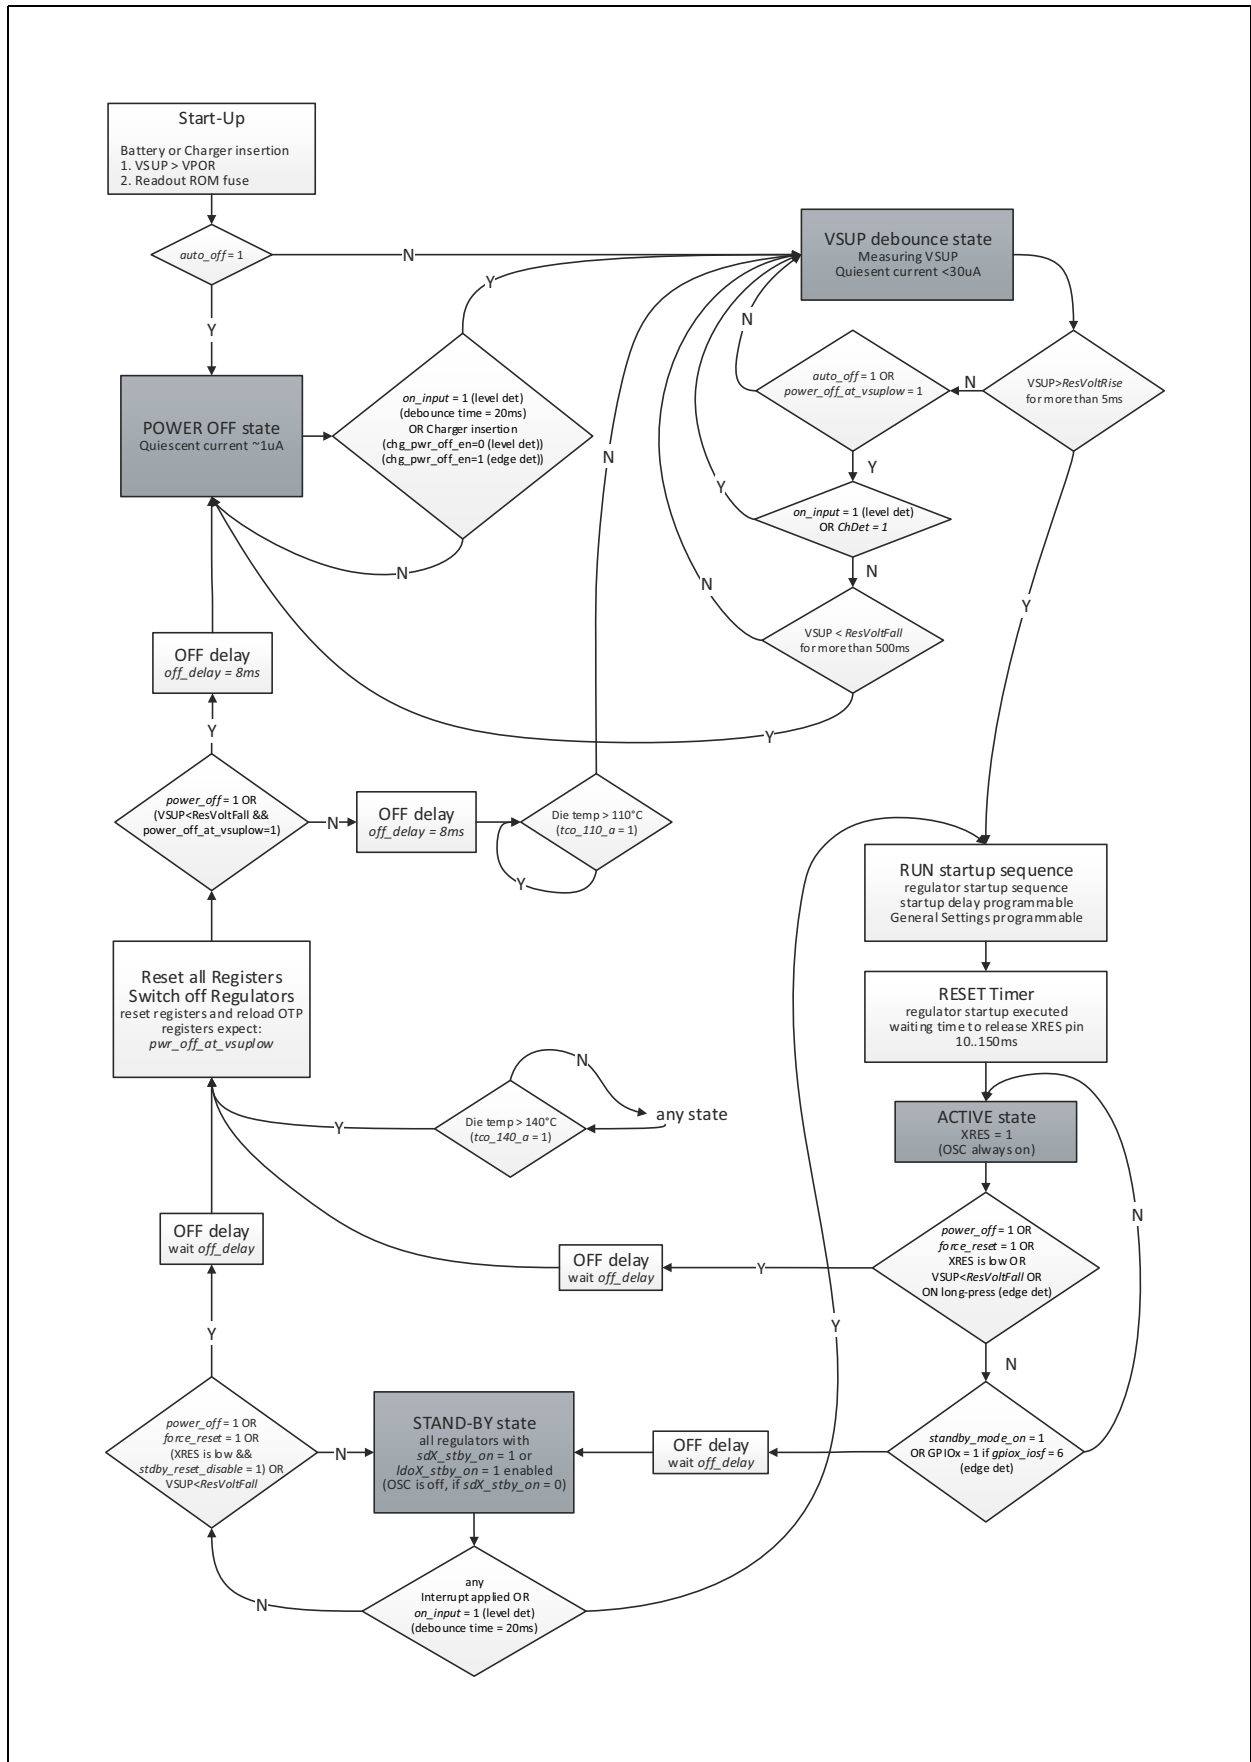 Start-Up
Battery or Charger insertion
1. VSUP > VPOR
2. Readout ROM fuse
auto_off = 1
N
Y
VSUP debounce state
Measuring VSUP
Quiesent current <30uA
Y
N
auto_off = 1 OR
power_off_at_vsuplow = 1
N
VSUP>ResVoltRise
for more than 5ms
POWER OFF state
Quiescent current ~1uA
on_input = 1 (level det)
(debounce time = 20ms)
OR Charger insertion
(chg_pwr_off_en=0 (level det))
(chg_pwr_off_en=1 (edge det))
N
Y
Y
on_input = 1 (level det)
OR ChDet = 1
N
N
N
Y
VSUP < ResVoltFall
for more than 500ms
OFF delay
off_delay = 8ms
Y
Y
power_off = 1 OR
(VSUP<ResVoltFall &&
power_off_at_vsuplow=1)
N
OFF delay
off_delay = 8ms
Die temp > 110°C
(tco_110_a = 1)
Y
RUN startup sequence
regulator startup sequence
startup delay programmable
General Settings programmable
Reset all Registers
Switch off Regulators
reset registers and reload OTP
registers expect:
pwr_off_at_vsuplow
RESET Timer
regulator startup executed
waiting time to release XRES pin
10..150ms
N
any state
Die temp > 140°C
(tco_140_a = 1)
Y
ACTIVE state
XRES = 1
(OSC always on)
N
OFF delay
wait off_delay
OFF delay
wait off_delay
Y
power_off = 1 OR
force_reset = 1 OR
XRES is low OR
VSUP<ResVoltFall OR
ON long-press (edge det)
Y
Y
N
power_off = 1 OR
force_reset = 1 OR
(XRES is low &&
stdby_reset_disable = 1) OR
VSUP<ResVoltFall
N
STAND-BY state
all regulators with
sdX_stby_on = 1 or
ldoX_stby_on = 1 enabled
(OSC is off, if sdX_stby_on = 0)
OFF delay
wait off_delay
standby_mode_on = 1
OR GPIOx = 1 if gpiox_iosf = 6
(edge det)
N
any
Interrupt applied OR
on_input = 1 (level det)
(debounce time = 20ms)